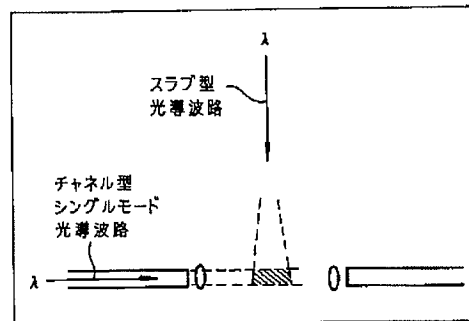 λ
スラブ型
光導波路
チャネル型
シングルモード
光導波路
λ